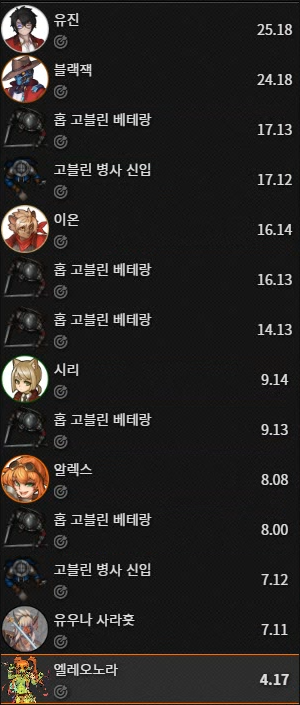 유진
25.18
블랙잭
24.18
홉 고블린 베테랑
17.13
고블린 병사 신입
17.12
이온
16.14
홉 고블린 베테랑
16.13
홉 고블린 베테랑
14.13
시리
9.14
홉 고블린 베테랑
9.13
알렉스
8.08
홉 고블린 베테랑
8.00
고블린 병사 신입
7.12
유우나 사라홋
7.11
엘레오노라
4.17